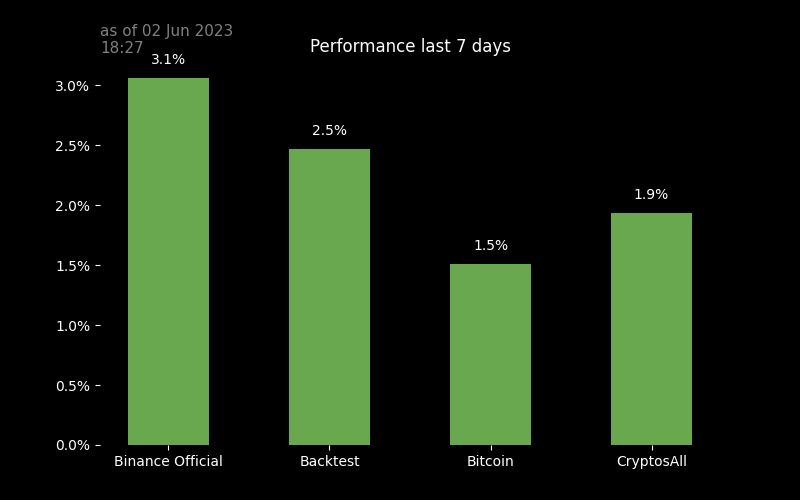 as of 02 Jun 2023
18:27
Performance last 7 days
3.1%
2.5%
1.5%
1.9%
3.0%
2.5%
2.0%
1.5%
1.0%
0.5%
0.0%
Binance Official
Backtest
Bitcoin
CryptosAll